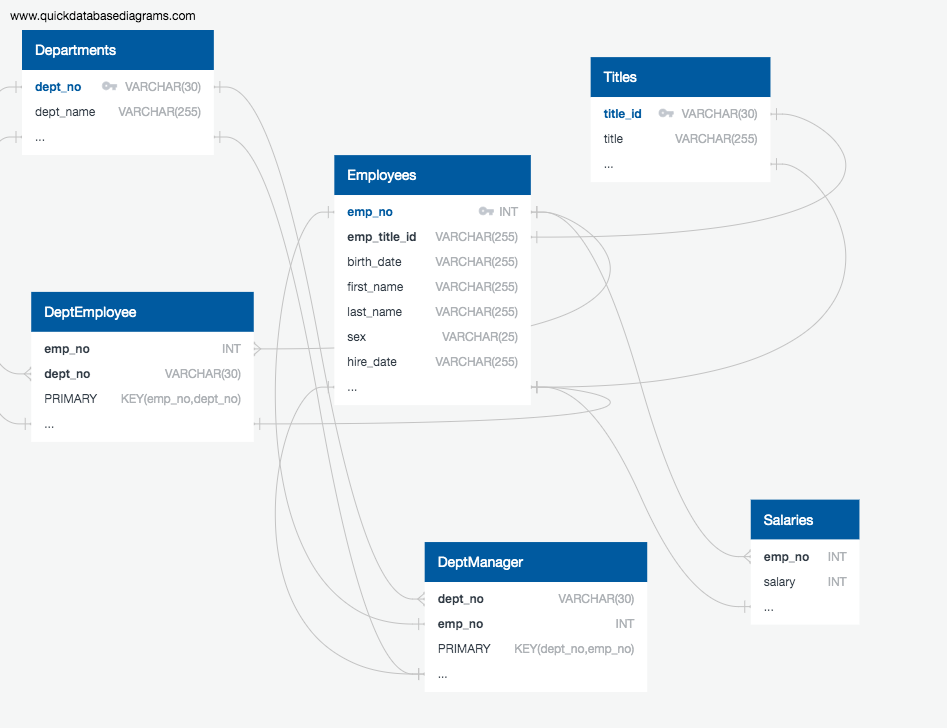 www.quickdatabasediagrams.com
Departments
dept_no VARCHAR(30)
dept_name VARCHAR(255)
...
Titles
title_id VARCHAR(30)
title VARCHAR(255)
...
Employees
emp_no INT
emp_title_id VARCHAR(255)
birth_date VARCHAR(255)
first_name VARCHAR(255)
last_name VARCHAR(255)
sex VARCHAR(25)
hire_date VARCHAR(255)
...
DeptEmployee
emp_no INT
dept_no VARCHAR(30)
PRIMARY KEY(emp_no,dept_no)
...
Salaries
emp_no INT
salary INT
...
DeptManager
dept_no VARCHAR(30)
emp_no INT
PRIMARY KEY(dept_no,emp_no)
...